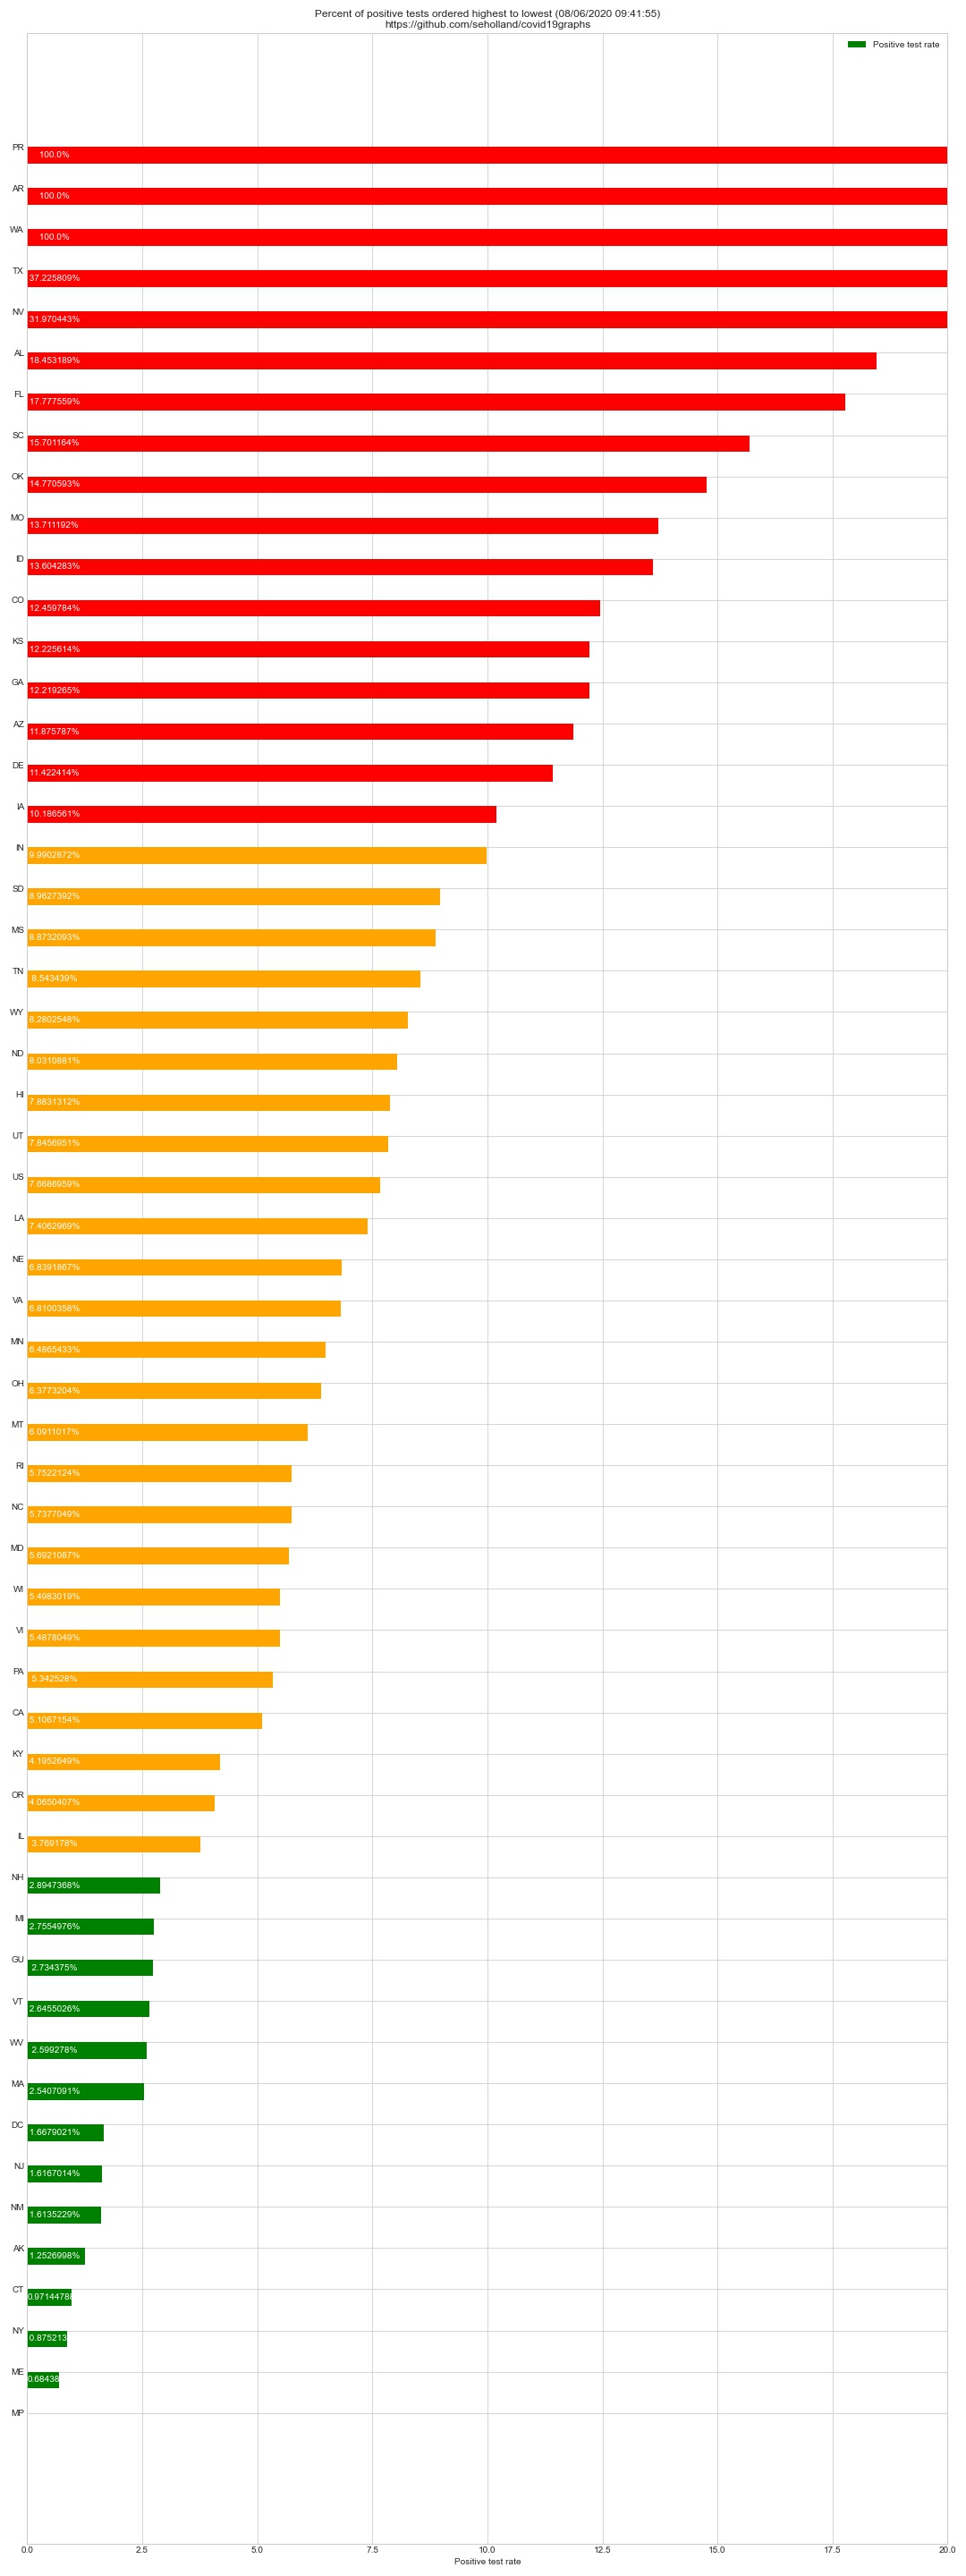 Percent of positive tests ordered highest to lowest (08/06/2020 09:41:55)
https://github.com/seholland/covid19graphs
Positive test rate
PR 100.0%
AR 100.0%
WA 100.0%
TX 37.225809%
NV 31.970443%
AL 18.453189%
FL 17.777559%
SC 15.701164%
OK 14.770593%
MO 13.711192%
ID 13.604283%
CO 12.459784%
KS 12.225614%
GA 12.219265%
AZ 11.875787%
DE 11.422414%
IA 10.186561%
IN 9.9902872%
SD 8.9627392%
MS 8.8732093%
TN 8.543439%
WY 8.2802548%
ND 8.0310881%
HI 7.8831312%
UT 7.8456951%
US 7.6686959%
LA 7.4062969%
NE 6.8391867%
VA 6.8100358%
MN 6.4865433%
OH 6.3773204%
MT 6.0911017%
RI 5.7522124%
NC 5.7377049%
MD 5.6921087%
WI 5.4983019%
VI 5.4878049%
PA 5.342528%
CA 5.1067154%
KY 4.1952649%
OR 4.0650407%
IL 3.769178%
NH 2.8947368%
MI 2.7554976%
GU 2.734375%
VT 2.6455026%
WV 2.599278%
MA 2.5407091%
DC 1.6679021%
NJ 1.6167014%
NM 1.6135229%
AK 1.2526998%
CT 0.9714478
NY 0.875213
ME 0.68438
MP
0.0 2.5 5.0 7.5 10.0 12.5 15.0 17.5 20.0
Positive test rate